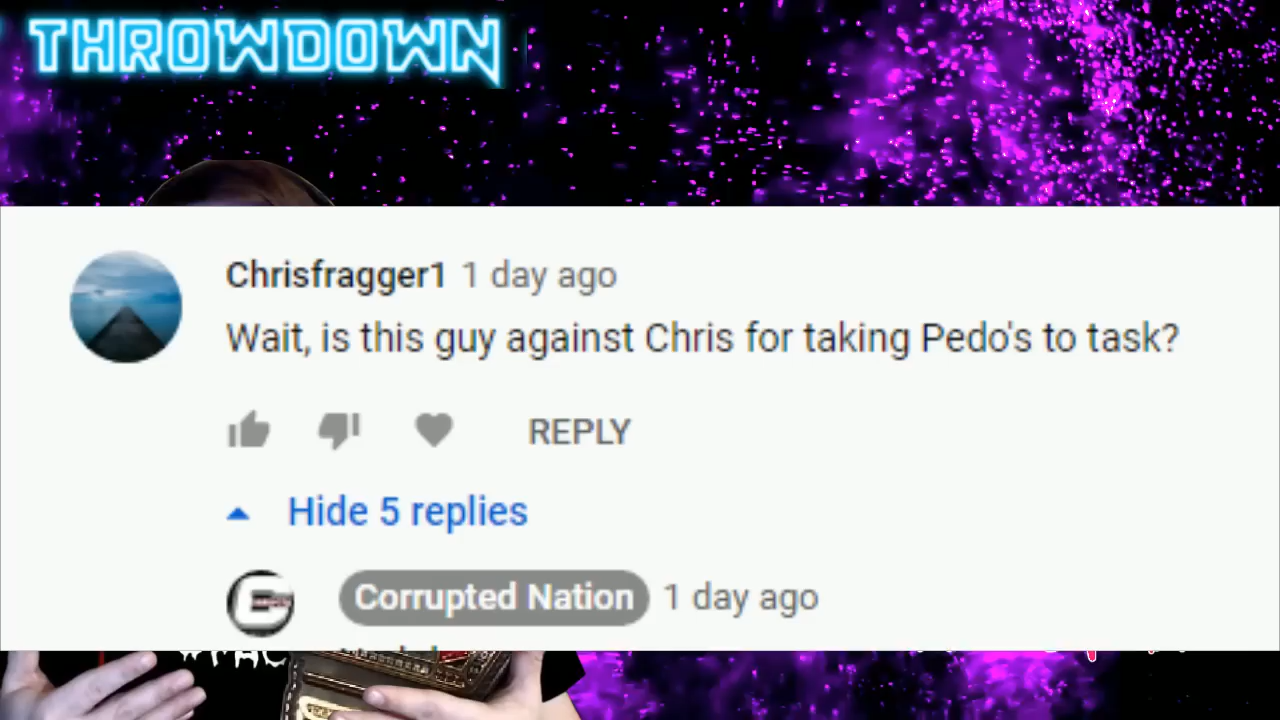 THROWDOWN
Chrisfragger1 1 day ago
Wait, is this guy against Chris for taking Pedo's to task?
REPLY
Hide 5 replies
Corrupted Nation 1 day ago